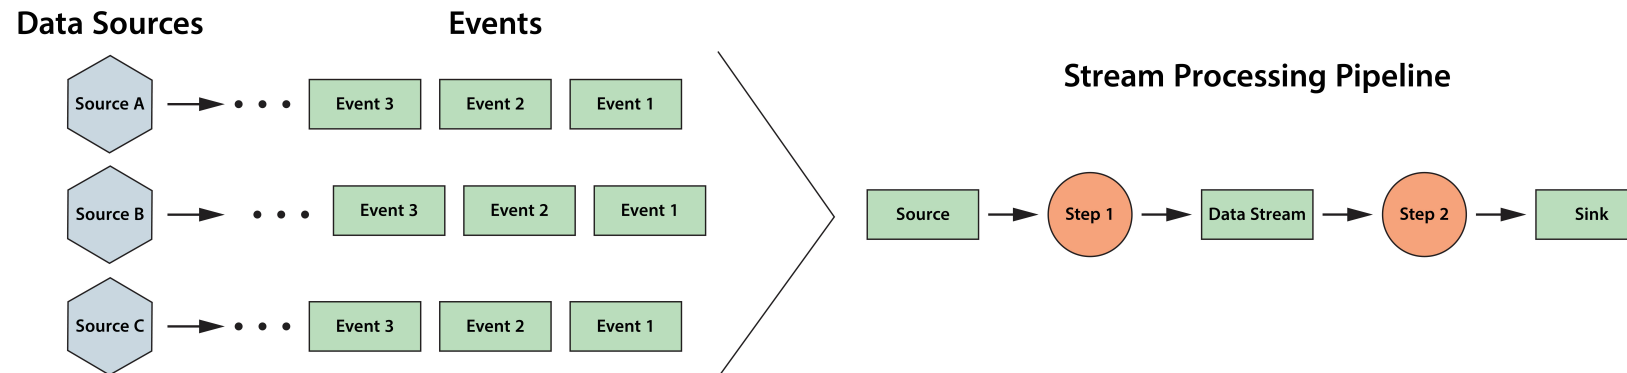 Data Sources
Events
Stream Processing Pipeline
Source A
Event 3
Event 2
Event 1
Source B
Event 3
Event 2
Event 1
Source
Step 1
Data Stream
Step 2
Sink
Source C
Event 3
Event 2
Event 1